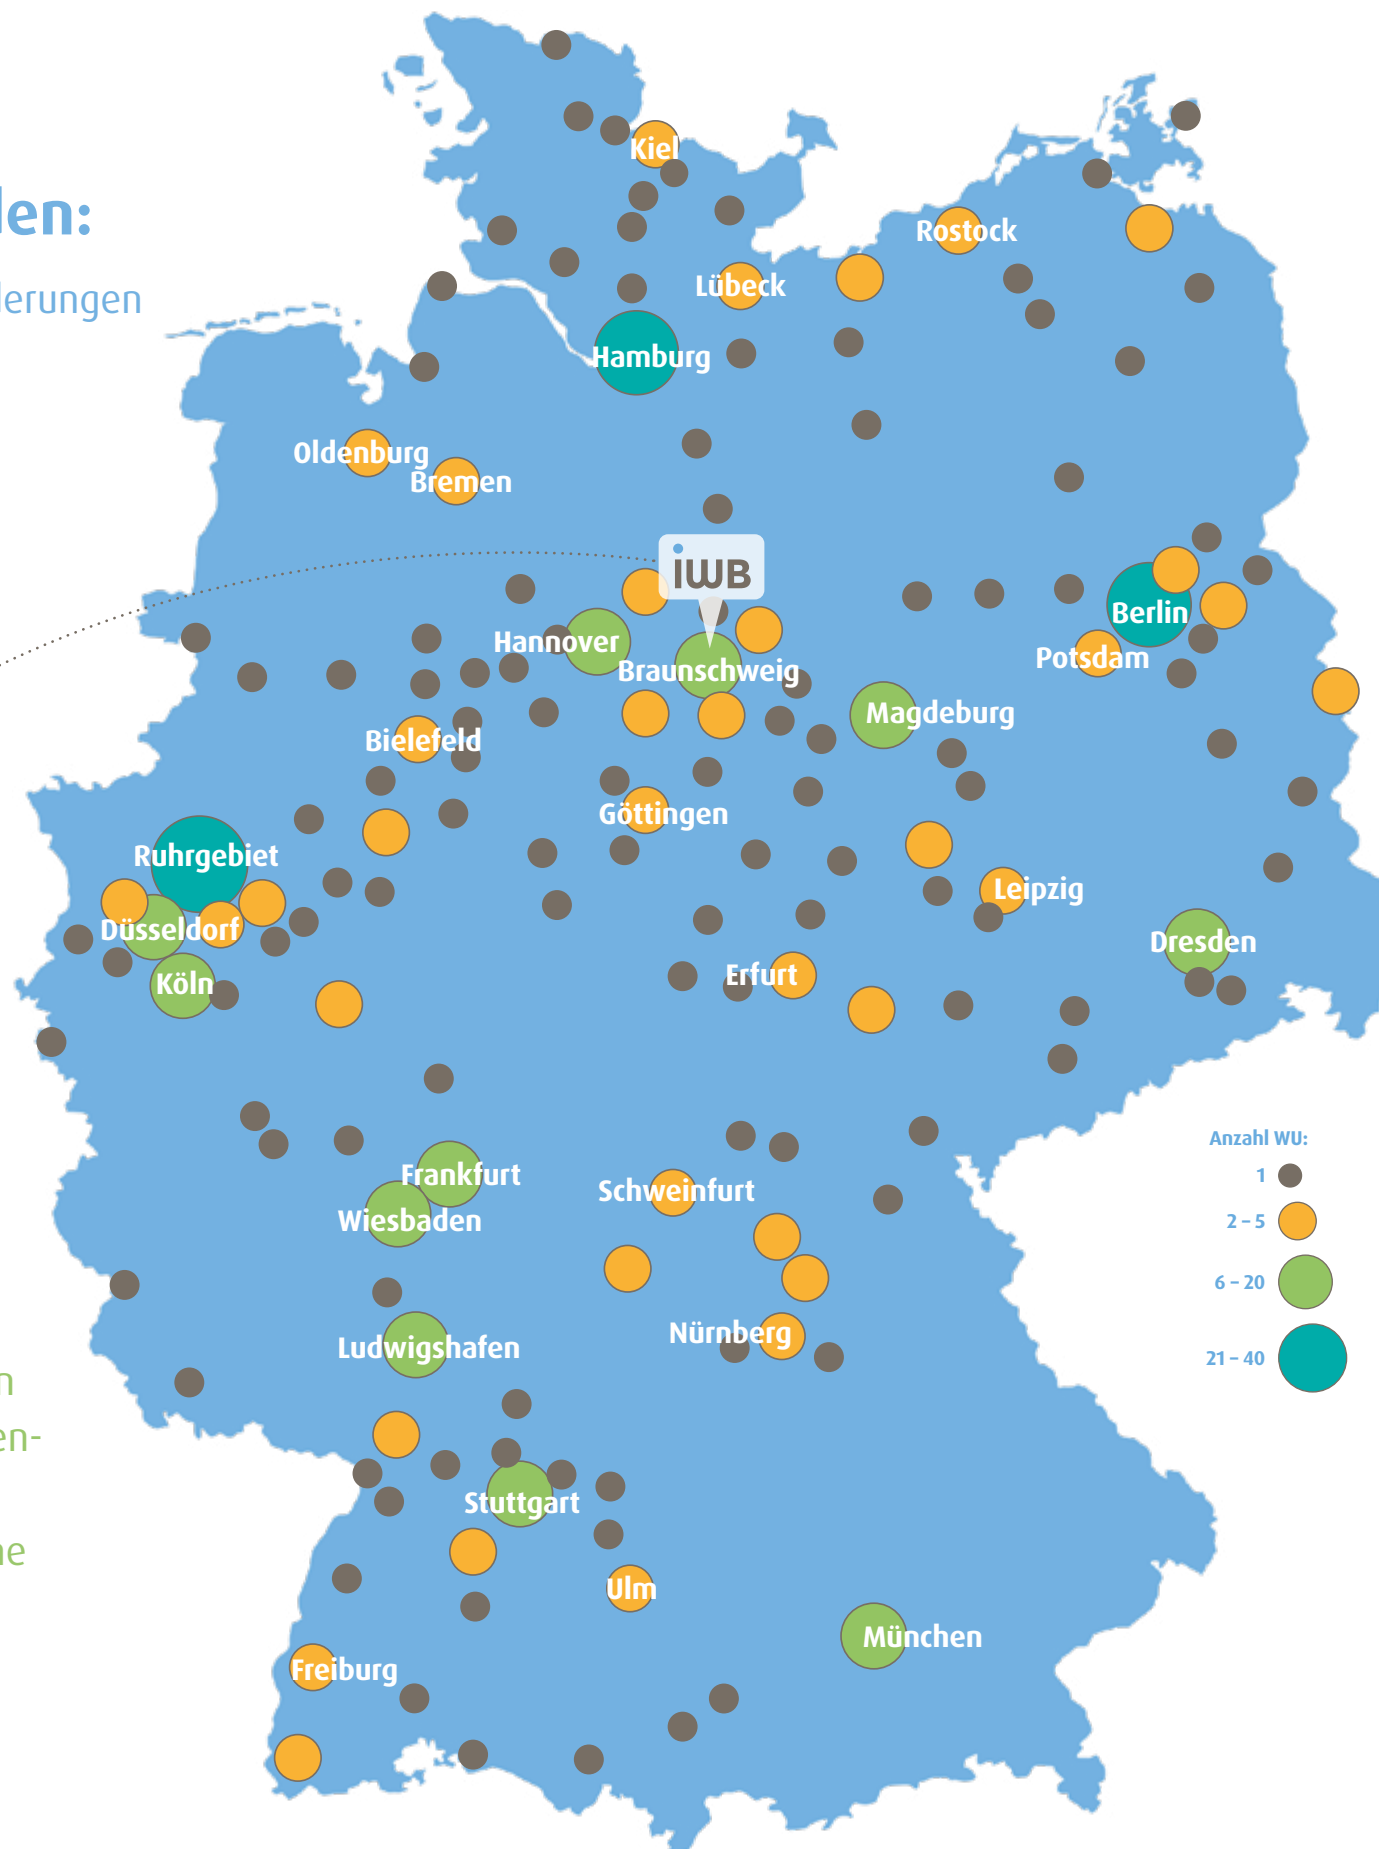 den:
derungen
Kiel
Rostock
Lübeck
Hamburg
Oldenburg
Bremen
iWB
Berlin
Hannover
Braunschweig
Potsdam
Magdeburg
Bielefeld
Göttingen
Ruhrgebiet
Leipzig
Düsseldorf
Dresden
Köln
Erfurt
Anzahl WU:
1
2 – 5
6 – 20
21 – 40
Frankfurt
Schweinfurt
Wiesbaden
Nürnberg
Ludwigshafen
n
en-
Stuttgart
ne
Ulm
München
Freiburg